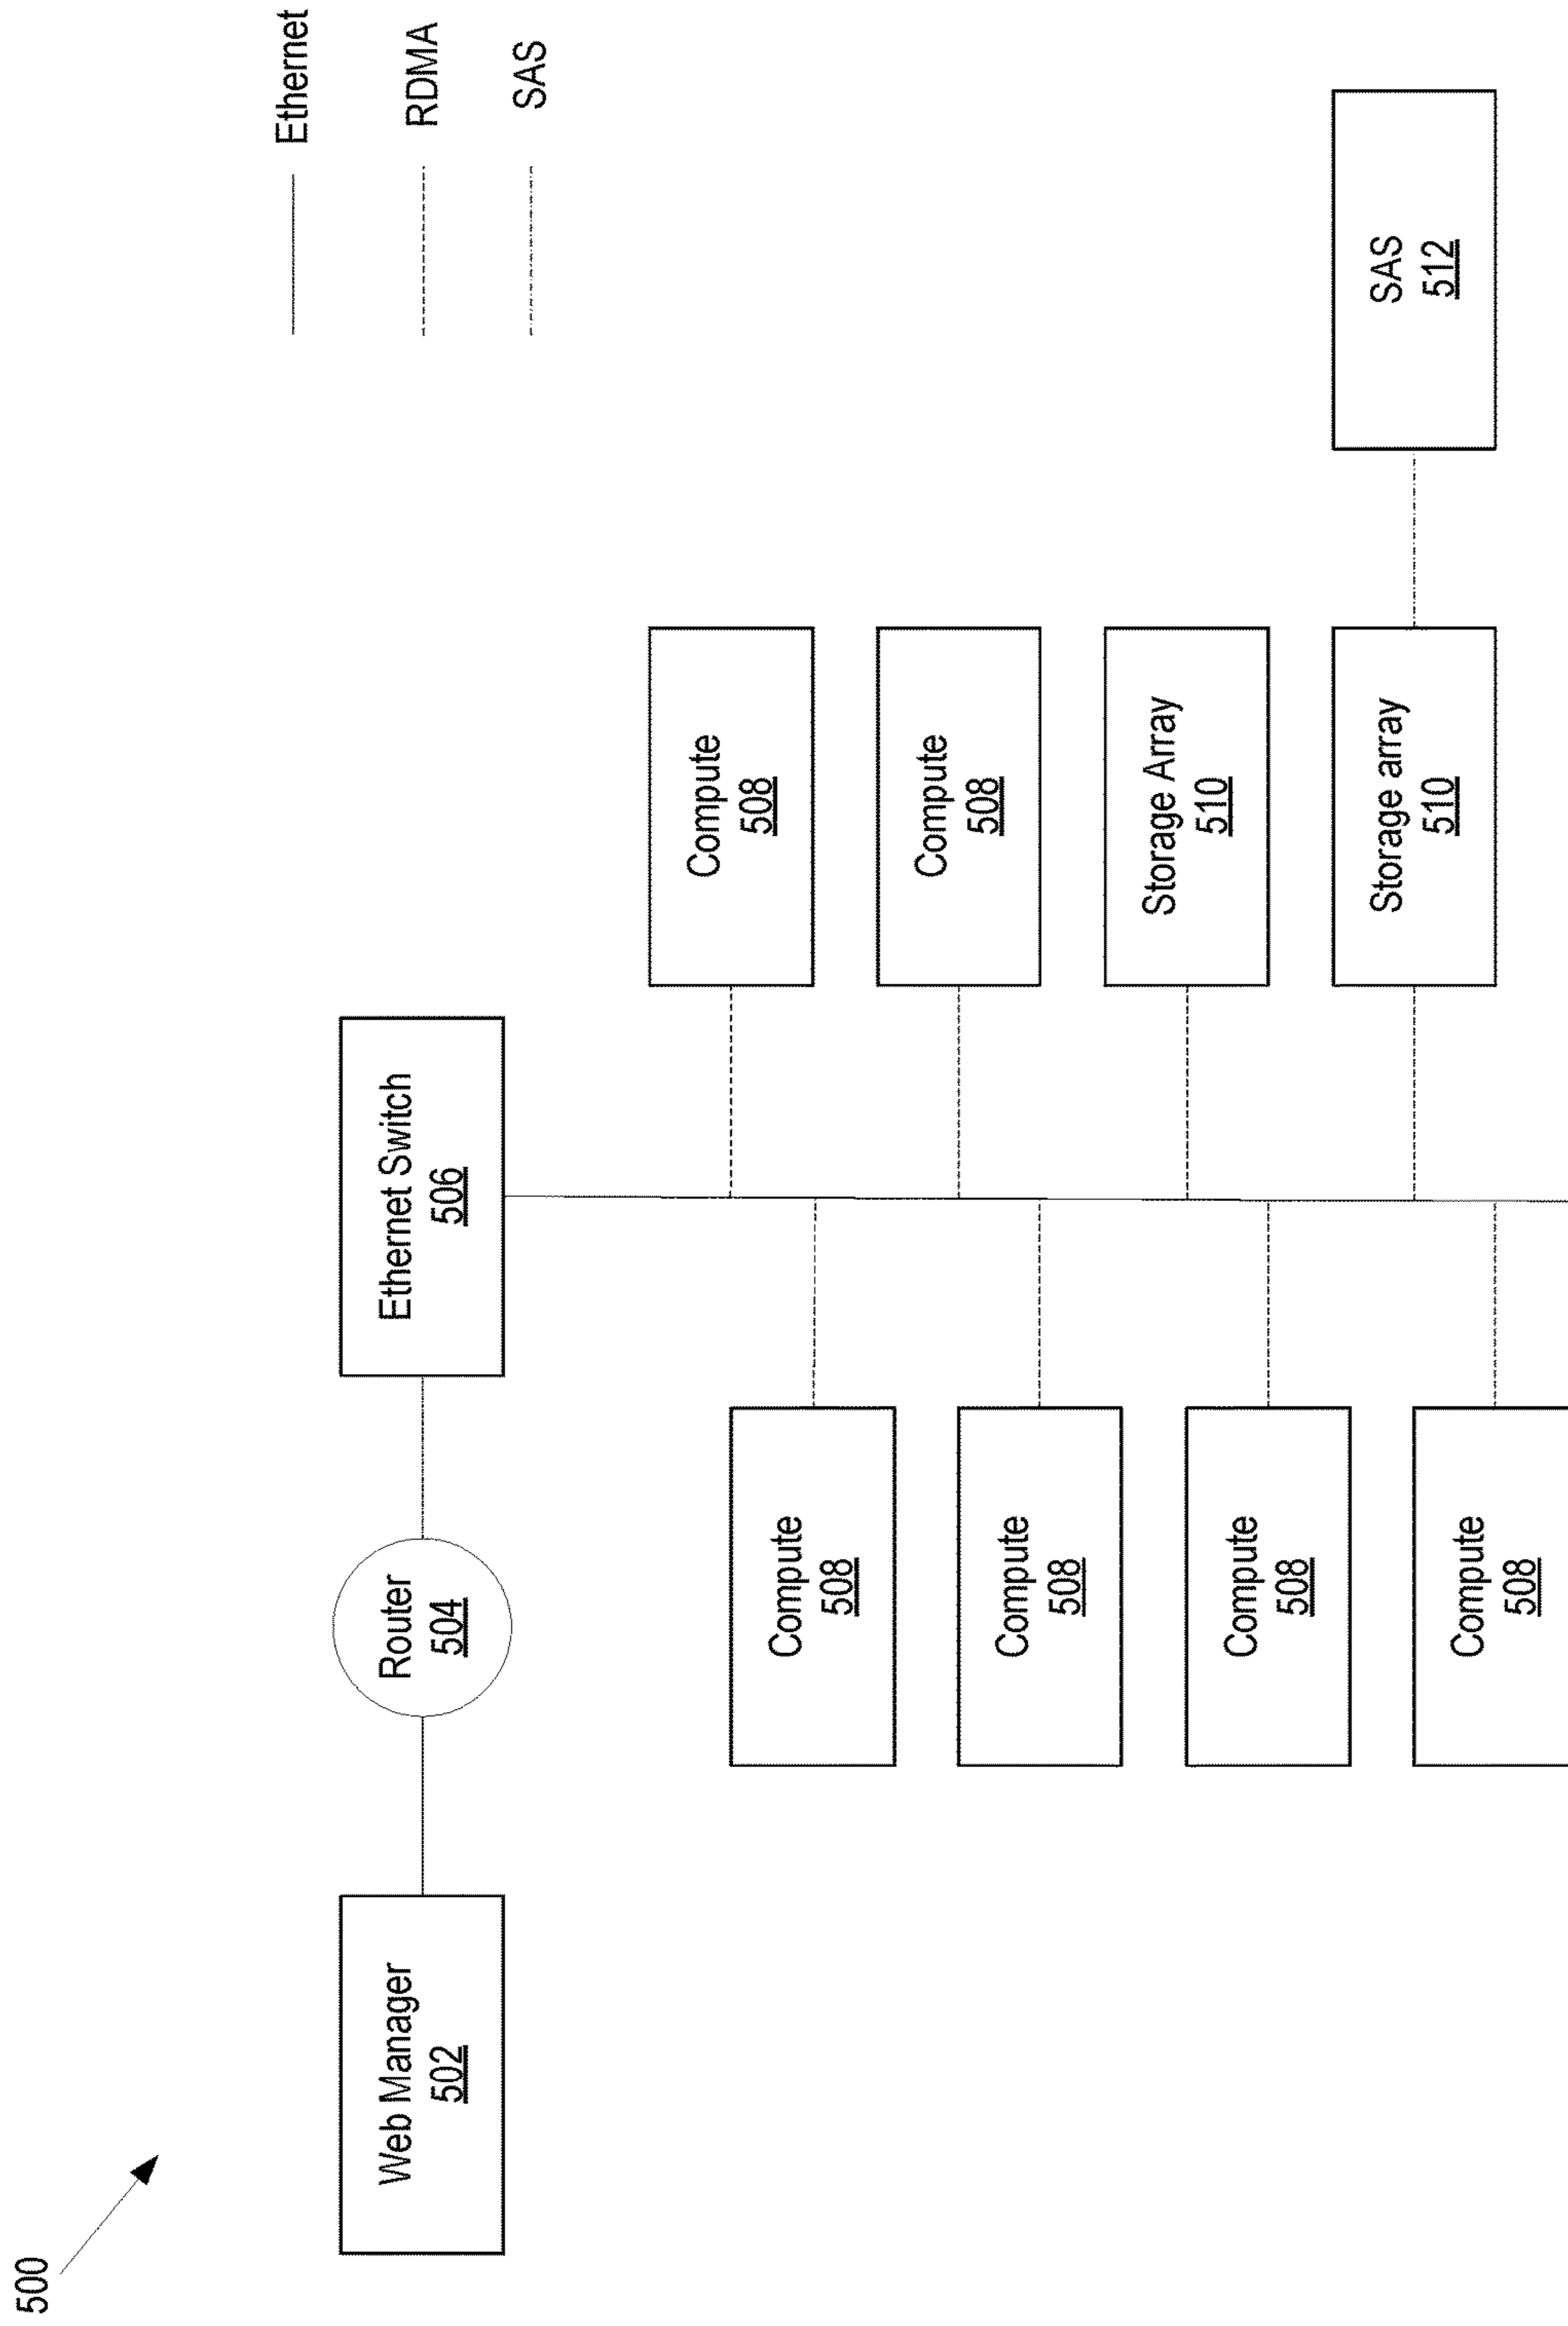 500
Web Manager
502
Router
504
Ethernet Switch
506
Ethernet
RDMA
SAS
Compute
508
Compute
508
Compute
508
Compute
508
Compute
508
Compute
508
Storage Array
510
Storage array
510
SAS
512